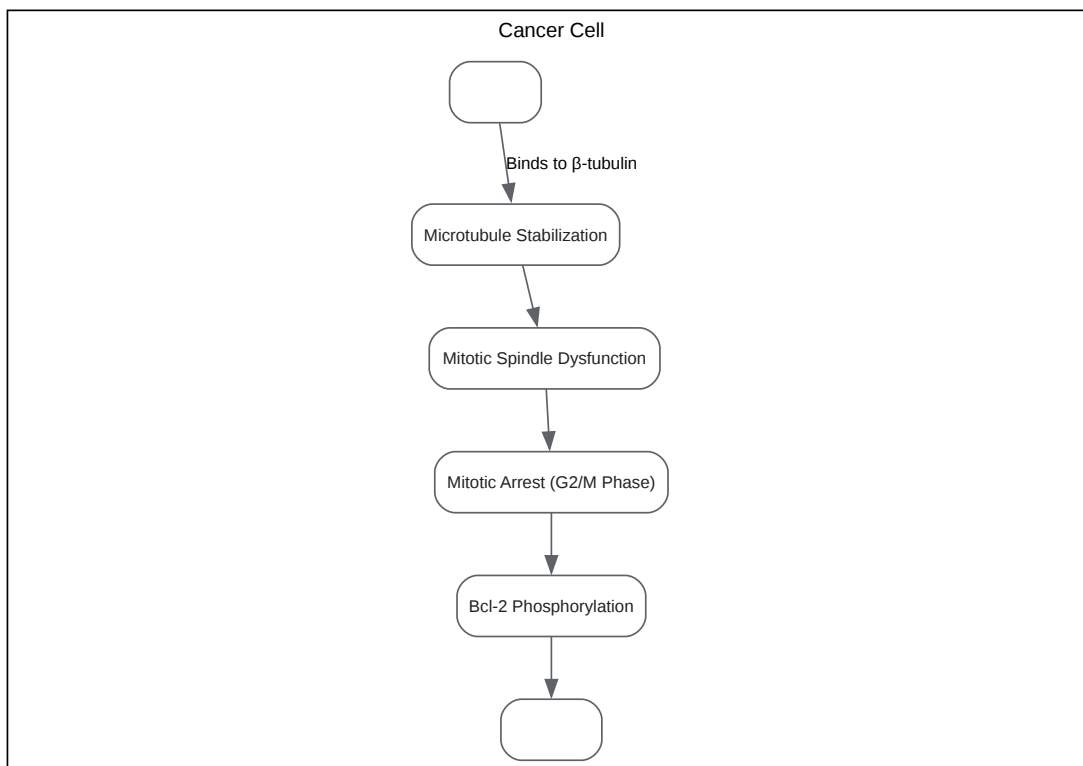 Cancer Cell
Binds to β-tubulin
Microtubule Stabilization
Mitotic Spindle Dysfunction
Mitotic Arrest (G2/M Phase)
Bcl-2 Phosphorylation